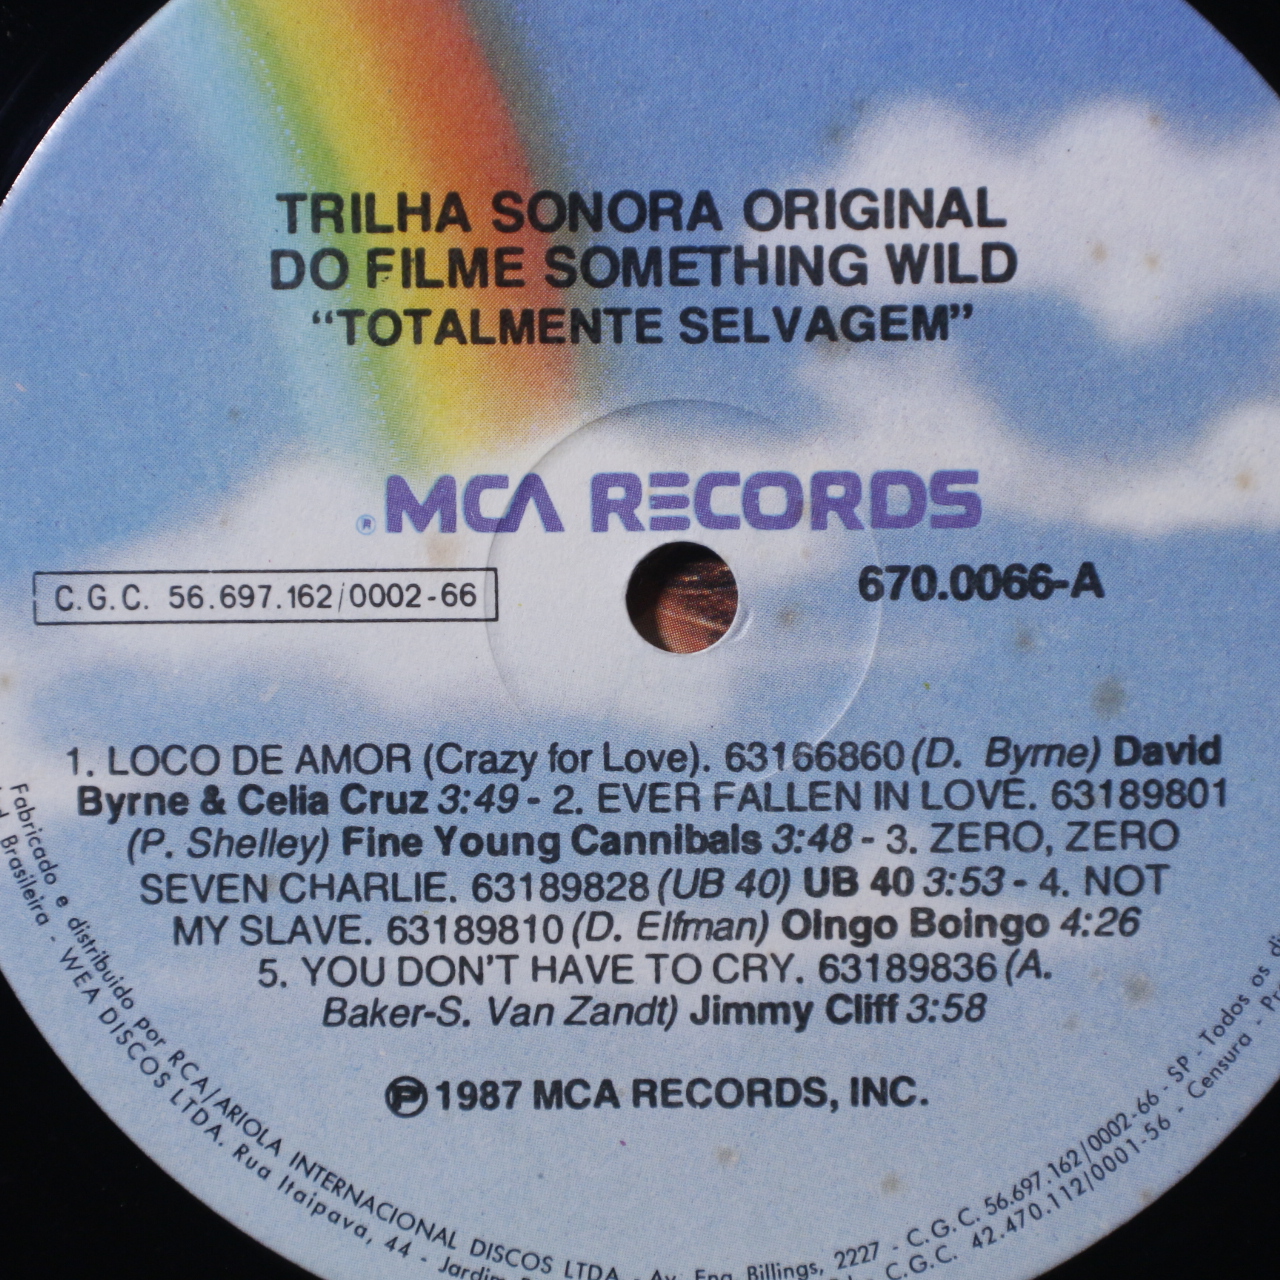 TRILHA SONORA ORIGINAL
DO FILME SOMETHING WILD
“TOTALMENTE SELVAGEM”
® MCA RECORDS
C.G.C. 56.697.162/0002-66
670.0066-A
1. LOCO DE AMOR (Crazy for Love). 63166860 (D. Byrne) David
Byrne & Celia Cruz 3:49 - 2. EVER FALLEN IN LOVE. 63189801
(P. Shelley) Fine Young Cannibals 3:48 - 3. ZERO, ZERO
SEVEN CHARLIE. 63189828 (UB 40) UB 40 3:53 - 4. NOT
MY SLAVE. 63189810 (D. Elfman) Oingo Boingo 4:26
5. YOU DON'T HAVE TO CRY. 63189836 (A.
Baker-S. Van Zandt) Jimmy Cliff 3:58
℗ 1987 MCA RECORDS, INC.
Fabricado e distribuido por RCA/ARIOLA INTERNACIONAL DISCOS LTDA. - Av. Eng. Billings, 2227 - C.G.C. 56.697.162/0002-66 - SP - Todos os
Brasileira - WEA DISCOS LTDA. Rua Itaipava, 44 - Jardim C.G.C. 42.470.112/0001-56 - Censura -